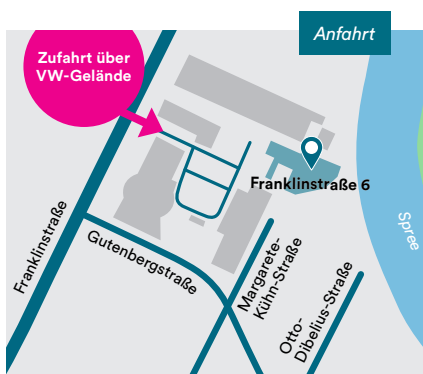 Anfahrt
Zufahrt über
VW-Gelände
Franklinstraße 6
Spree
Franklinstraße
Gutenbergstraße
Margarete-
Kühn-Straße
Otto-
Dibelius-Straße